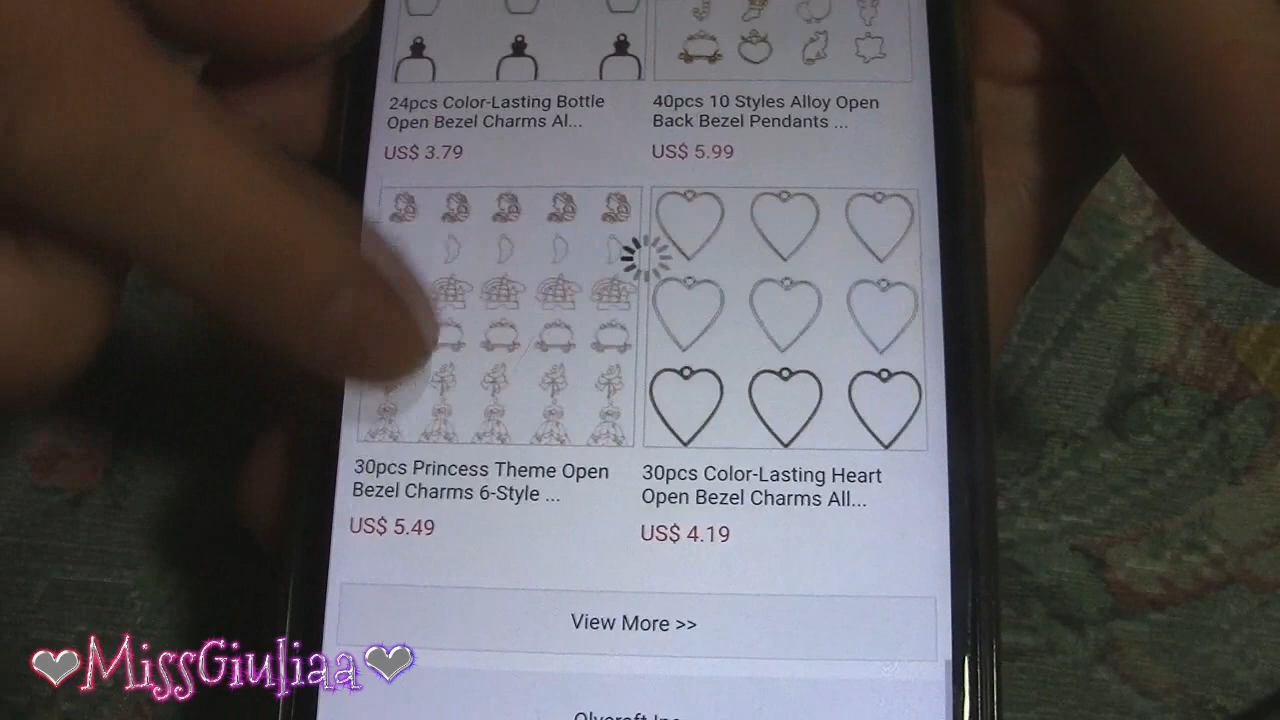 24pcs Color-Lasting Bottle
Open Bezel Charms Al...
US$ 3.79
40pcs 10 Styles Alloy Open
Back Bezel Pendants ...
US$ 5.99
30pcs Princess Theme Open
Bezel Charms 6-Style ...
US$ 5.49
30pcs Color-Lasting Heart
Open Bezel Charms All...
US$ 4.19
View More >>
MissGiuliaa